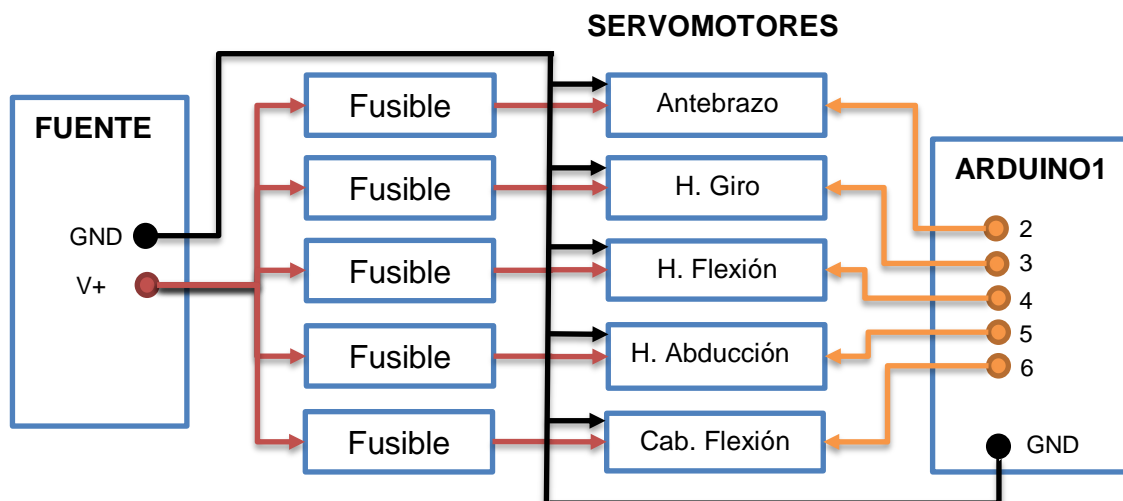 SERVOMOTORES
FUENTE
GND
V+
Fusible
Fusible
Fusible
Fusible
Fusible
Antebrazo
H. Giro
H. Flexión
H. Abducción
Cab. Flexión
ARDUINO1
2
3
4
5
6
GND